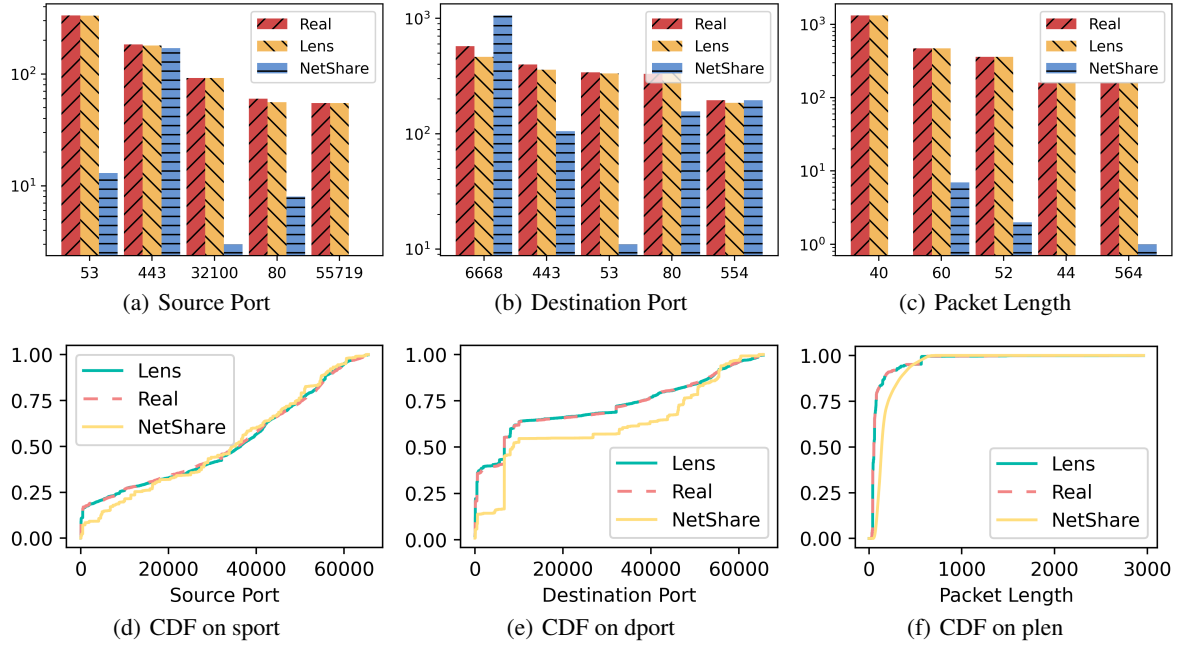 10²
10¹
Real
Lens
NetShare
53 443 32100 80 55719
(a) Source Port
10³
10²
10¹
Real
Lens
NetShare
6668 443 53 80 554
(b) Destination Port
10³
10²
10¹
10⁰
Real
Lens
NetShare
40 60 52 44 564
(c) Packet Length
1.00
0.75
0.50
0.25
0.00
Lens
Real
NetShare
0 20000 40000 60000
Source Port
(d) CDF on sport
1.00
0.75
0.50
0.25
0.00
Lens
Real
NetShare
0 20000 40000 60000
Destination Port
(e) CDF on dport
1.00
0.75
0.50
0.25
0.00
Lens
Real
NetShare
0 1000 2000 3000
Packet Length
(f) CDF on plen